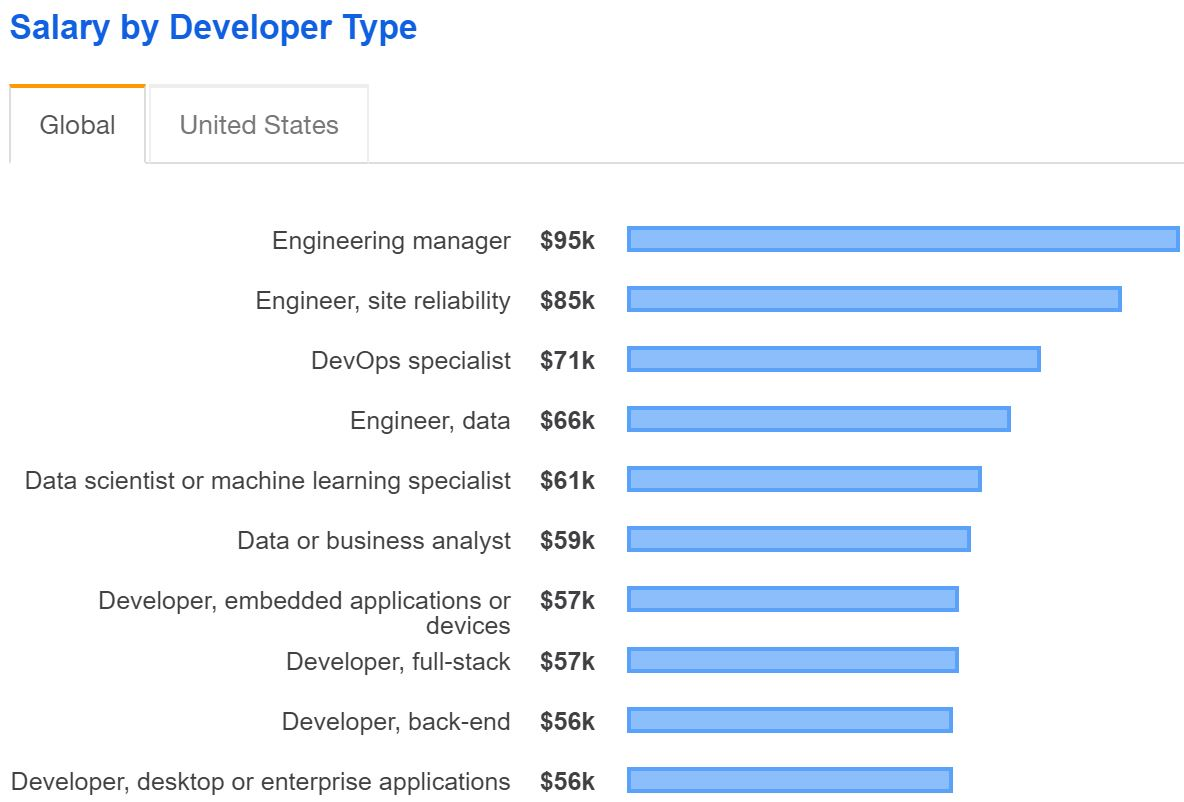 Salary by Developer Type
Global United States
Engineering manager $95k
Engineer, site reliability $85k
DevOps specialist $71k
Engineer, data $66k
Data scientist or machine learning specialist $61k
Data or business analyst $59k
Developer, embedded applications or $57k
devices
Developer, full-stack $57k
Developer, back-end $56k
Developer, desktop or enterprise applications $56k